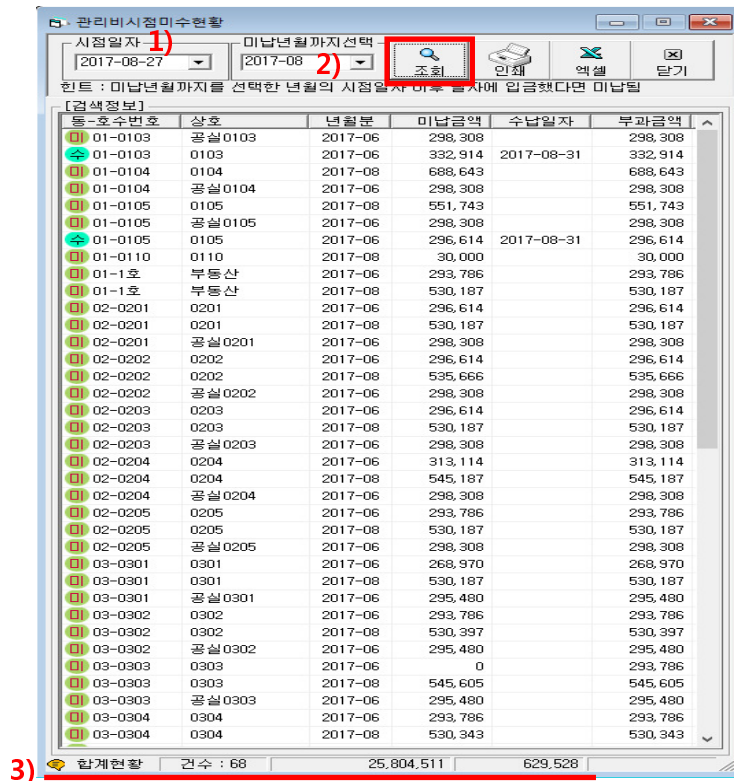 관리비시점미수현황
시점일자 1) 미납년월까지선택
2017-08-27 2017-08 2) 조회 인쇄 엑셀 닫기
힌트 : 미납년월까지를 선택한 년월의 시점일자 이후 일자에 입금했다면 미납됨
[검색정보]
동-호수번호 상호 년월분 미납금액 수납일자 부과금액
미 01-0103 공실0103 2017-06 298,308 298,308
수 01-0103 0103 2017-06 332,914 2017-08-31 332,914
미 01-0104 0104 2017-06 688,643 688,643
미 01-0104 공실0104 2017-06 298,308 298,308
미 01-0105 0105 2017-06 551,743 551,743
미 01-0105 공실0105 2017-06 298,308 298,308
수 01-0105 0105 2017-06 296,614 2017-08-31 296,614
미 01-0110 0110 2017-08 30,000 30,000
미 01-1호 부동산 2017-06 293,786 293,786
미 01-1호 부동산 2017-08 530,187 530,187
미 02-0201 0201 2017-06 296,614 296,614
미 02-0201 0201 2017-08 530,187 530,187
미 02-0201 공실0201 2017-06 298,308 298,308
미 02-0202 0202 2017-06 296,614 296,614
미 02-0202 0202 2017-08 535,666 535,666
미 02-0202 공실0202 2017-06 298,308 298,308
미 02-0203 0203 2017-06 296,614 296,614
미 02-0203 0203 2017-08 530,187 530,187
미 02-0203 공실0203 2017-06 298,308 298,308
미 02-0204 0204 2017-06 313,114 313,114
미 02-0204 0204 2017-08 545,187 545,187
미 02-0204 공실0204 2017-06 298,308 298,308
미 02-0205 0205 2017-06 293,786 293,786
미 02-0205 0205 2017-08 530,187 530,187
미 02-0205 공실0205 2017-06 298,308 298,308
미 03-0301 0301 2017-06 268,970 268,970
미 03-0301 0301 2017-08 530,187 530,187
미 03-0301 공실0301 2017-06 295,480 295,480
미 03-0302 0302 2017-06 293,786 293,786
미 03-0302 0302 2017-08 530,397 530,397
미 03-0302 공실0302 2017-06 295,480 295,480
미 03-0303 0303 2017-06 0 293,786
미 03-0303 0303 2017-08 545,605 545,605
미 03-0303 공실0303 2017-06 295,480 295,480
미 03-0304 0304 2017-06 293,786 293,786
미 03-0304 0304 2017-08 530,343 530,343
3) 합계현황 건수 : 68 25,804,511 629,528